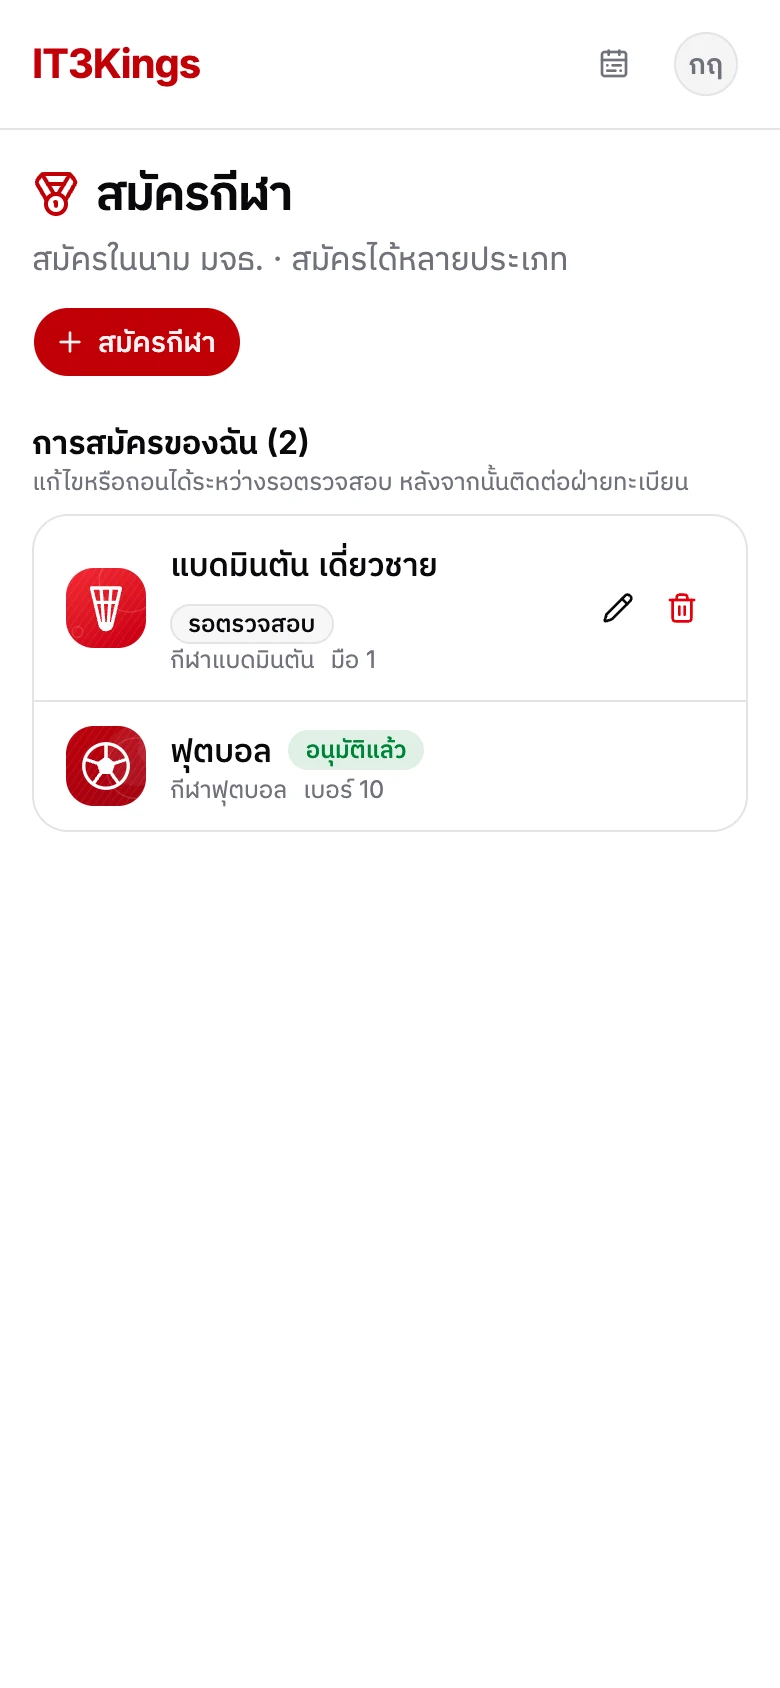 IT3Kings
กฤ
สมัครกีฬา
สมัครในนาม มจธ. · สมัครได้หลายประเภท
+ สมัครกีฬา
การสมัครของฉัน (2)
แก้ไขหรือถอนได้ระหว่างรอตรวจสอบ หลังจากนั้นติดต่อฝ่ายทะเบียน
แบดมินตัน เดี่ยวชาย
รอตรวจสอบ
กีฬาแบดมินตัน มือ 1
ฟุตบอล อนุมัติแล้ว
กีฬาฟุตบอล เบอร์ 10